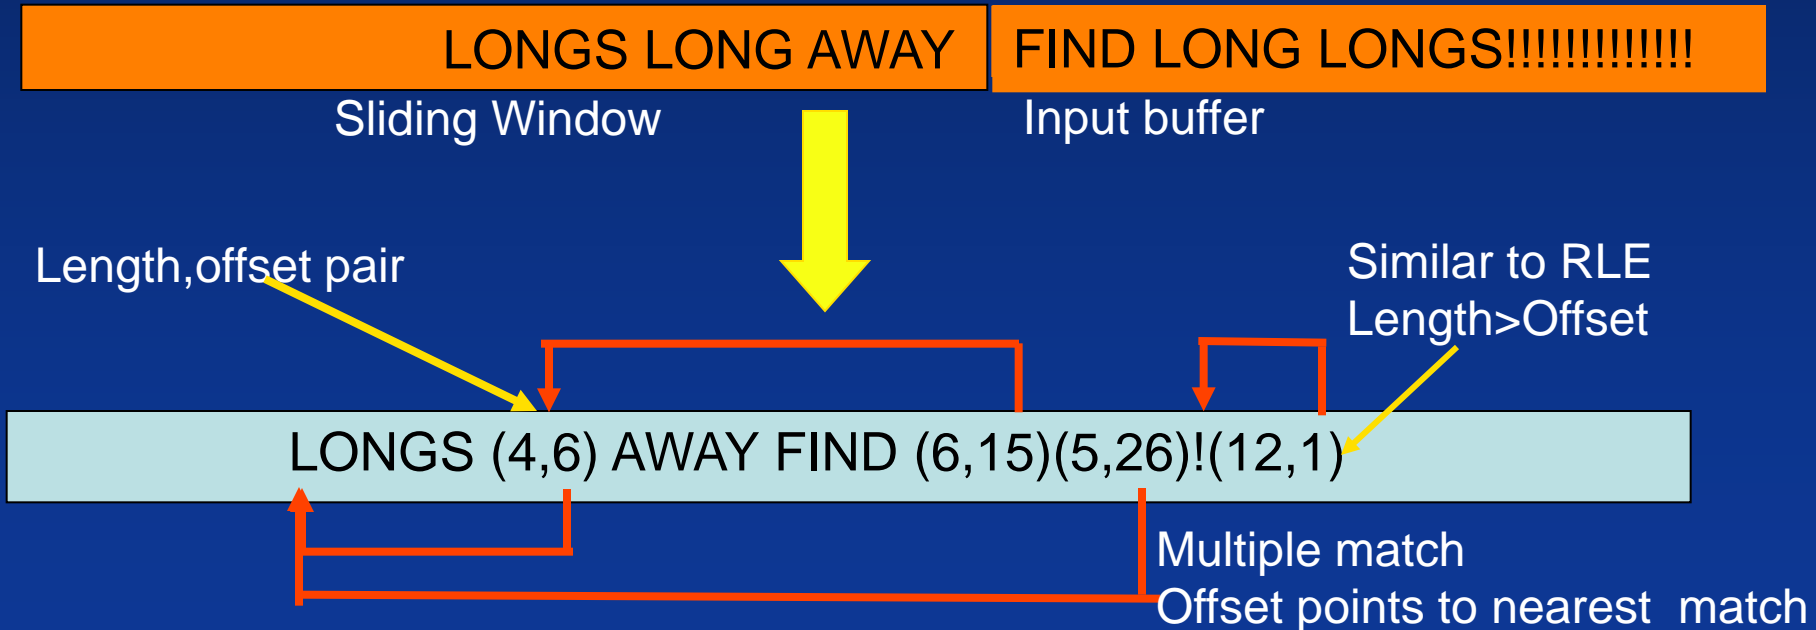 LONGS LONG AWAY FIND LONG LONGS!!!!!!!!!!!!!
Sliding Window Input buffer
Length,offset pair
Similar to RLE
Length>Offset
LONGS (4,6) AWAY FIND (6,15)(5,26)!(12,1)
Multiple match
Offset points to nearest match